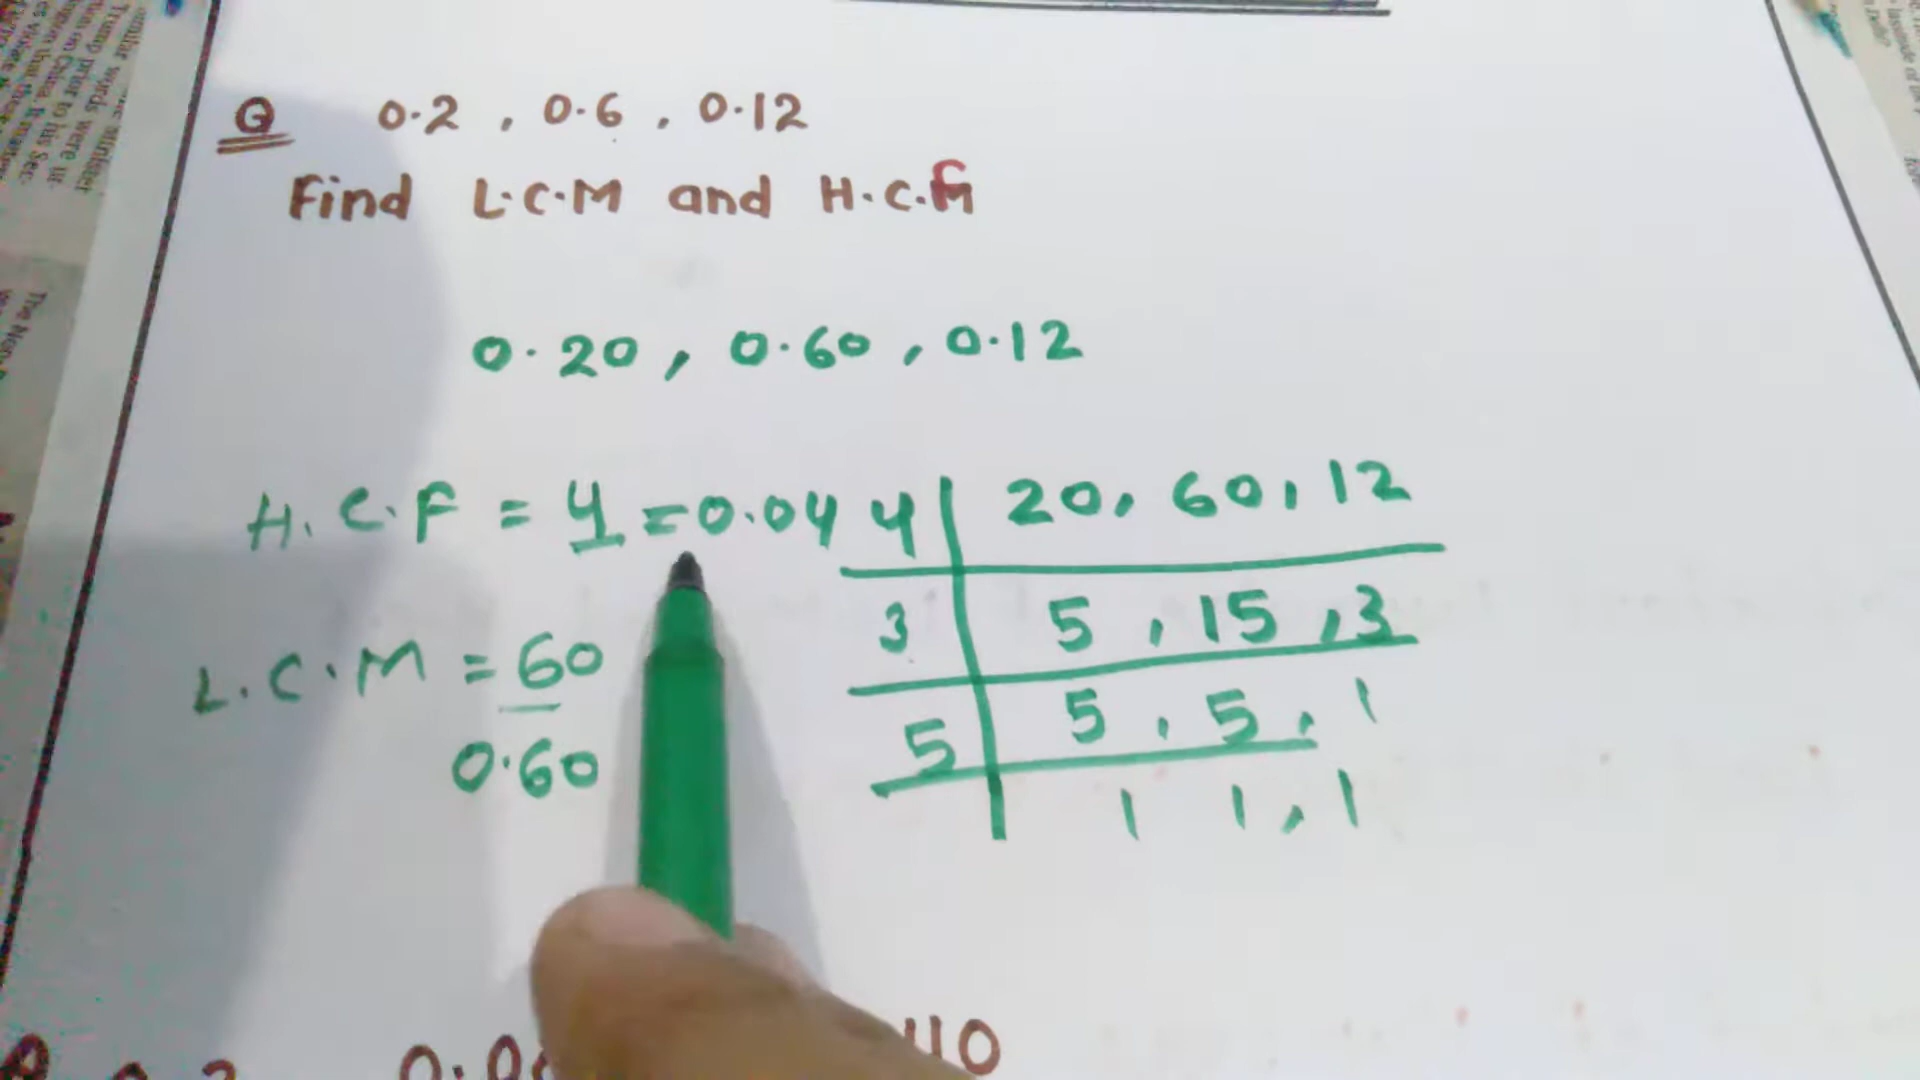 Q 0.2 , 0.6 , 0.12
Find L.C.M and H.C.F
0.20 , 0.60 , 0.12
H.C.F = 4 = 0.04
L.C.M = 60
0.60
4 | 20, 60, 12
3 | 5 , 15 , 3
5 | 5 , 5 , 1
1 1 , 1